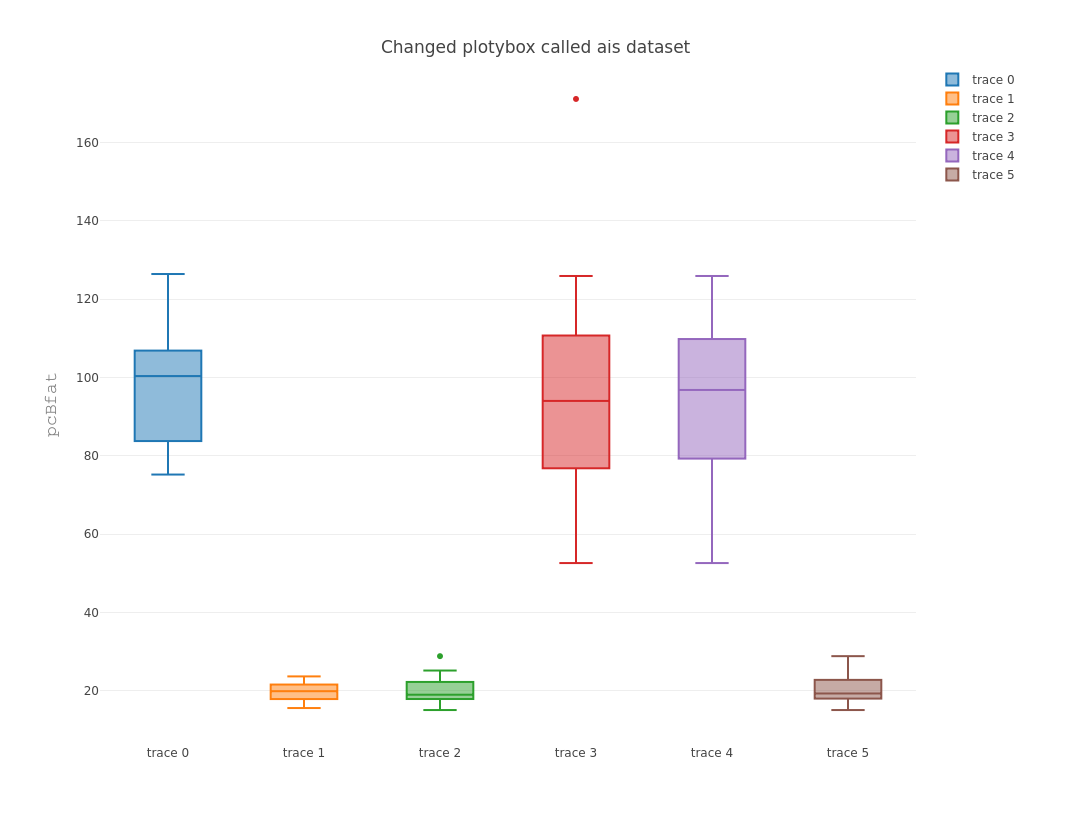 Changed plotybox called ais dataset
trace 0
trace 1
trace 2
trace 3
trace 4
trace 5
160
140
120
100
80
60
40
20
pcBfat
trace 0
trace 1
trace 2
trace 3
trace 4
trace 5